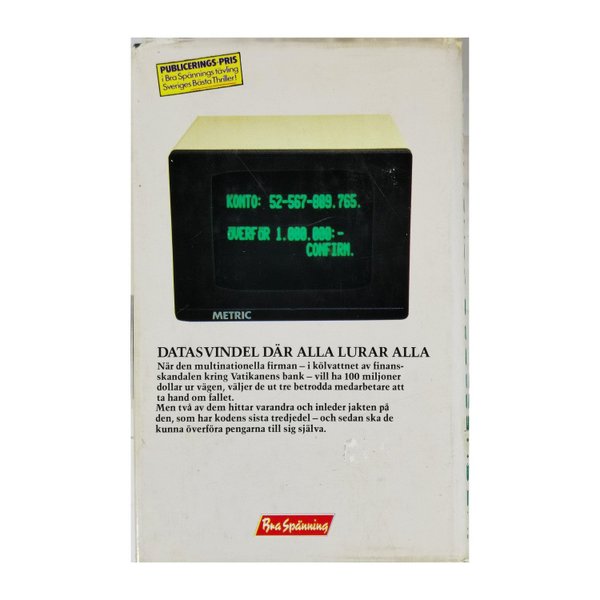 PUBLICERINGS-PRIS
i Bra Spännings tävling
Sveriges Bästa Thriller!
KONTO: 52-567-809.765.
ÖVERFÖR 1.000.000:-
CONFIRM.
METRIC
DATASVINDEL DÄR ALLA LURAR ALLA
När den multinationella firman – i kölvattnet av finans-
skandalen kring Vatikanens bank – vill ha 100 miljoner
dollar ur vägen, väljer de ut tre betrodda medarbetare att
ta hand om fallet.
Men två av dem hittar varandra och inleder jakten på
den, som har kodens sista tredjedel – och sedan ska de
kunna överföra pengarna till sig själva.
Bra Spänning